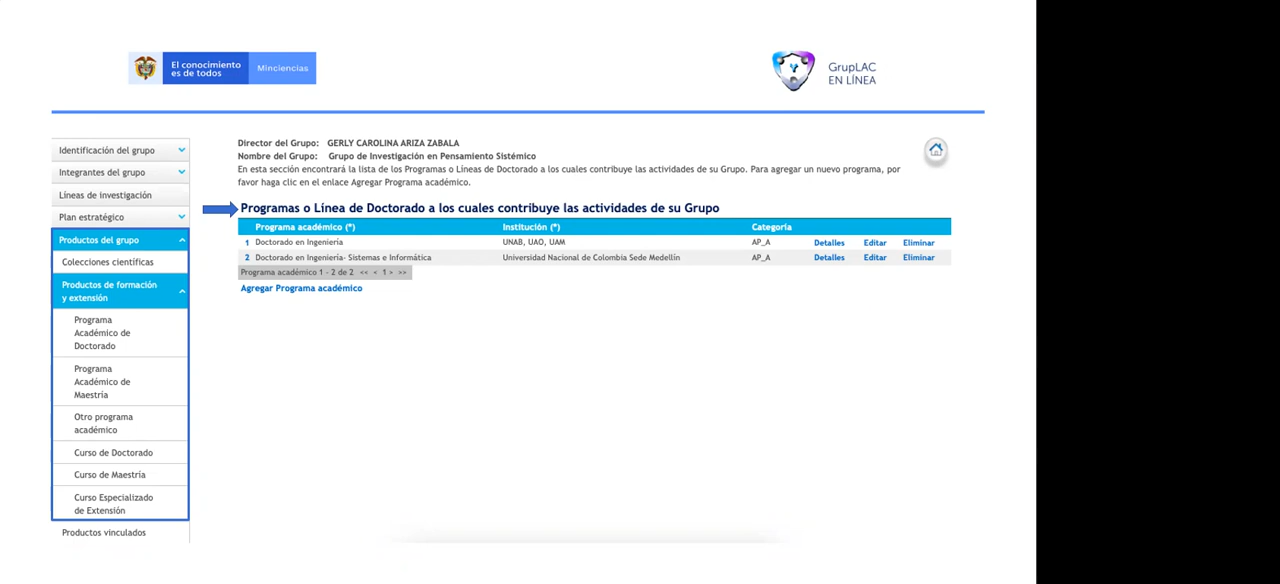 El conocimiento
es de todos
Minciencias
GrupLAC
EN LÍNEA
Identificación del grupo
Integrantes del grupo
Líneas de investigación
Plan estratégico
Productos del grupo
Colecciones científicas
Productos de formación
y extensión
Programa
Académico de
Doctorado
Programa
Académico de
Maestría
Otro programa
académico
Curso de Doctorado
Curso de Maestría
Curso Especializado
de Extensión
Productos vinculados
Director del Grupo: GERLY CAROLINA ARIZA ZABALA
Nombre del Grupo: Grupo de Investigación en Pensamiento Sistémico
En esta sección encontrará la lista de los Programas o Líneas de Doctorado a los cuales contribuye las actividades de su Grupo. Para agregar un nuevo programa, por
favor haga clic en el enlace Agregar Programa académico.
Programas o Línea de Doctorado a los cuales contribuye las actividades de su Grupo
Programa académico (*) Institución (*) Categoría
1 Doctorado en Ingeniería UNAB, UAO, UAM AP_A Detalles Editar Eliminar
2 Doctorado en Ingeniería- Sistemas e Informática Universidad Nacional de Colombia Sede Medellín AP_A Detalles Editar Eliminar
Programa académico 1 - 2 de 2 << < 1 > >>
Agregar Programa académico